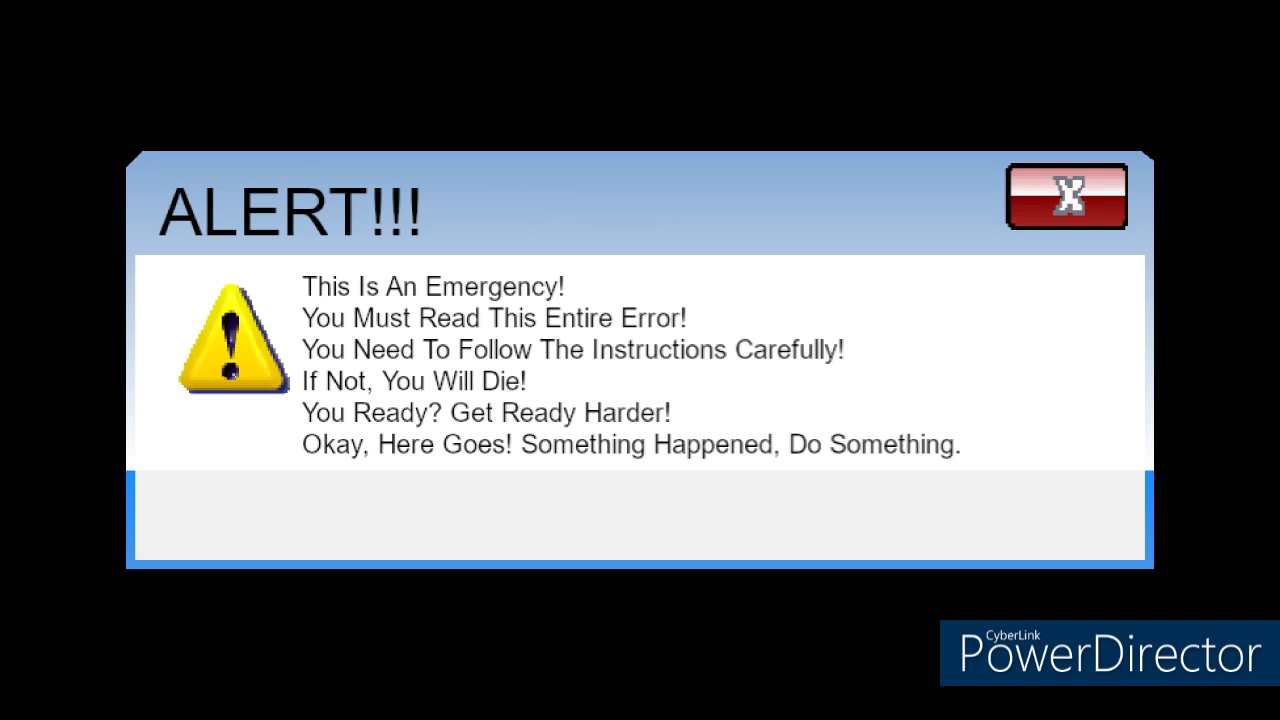 ALERT!!!
X
This Is An Emergency!
You Must Read This Entire Error!
You Need To Follow The Instructions Carefully!
If Not, You Will Die!
You Ready? Get Ready Harder!
Okay, Here Goes! Something Happened, Do Something.
CyberLink
PowerDirector